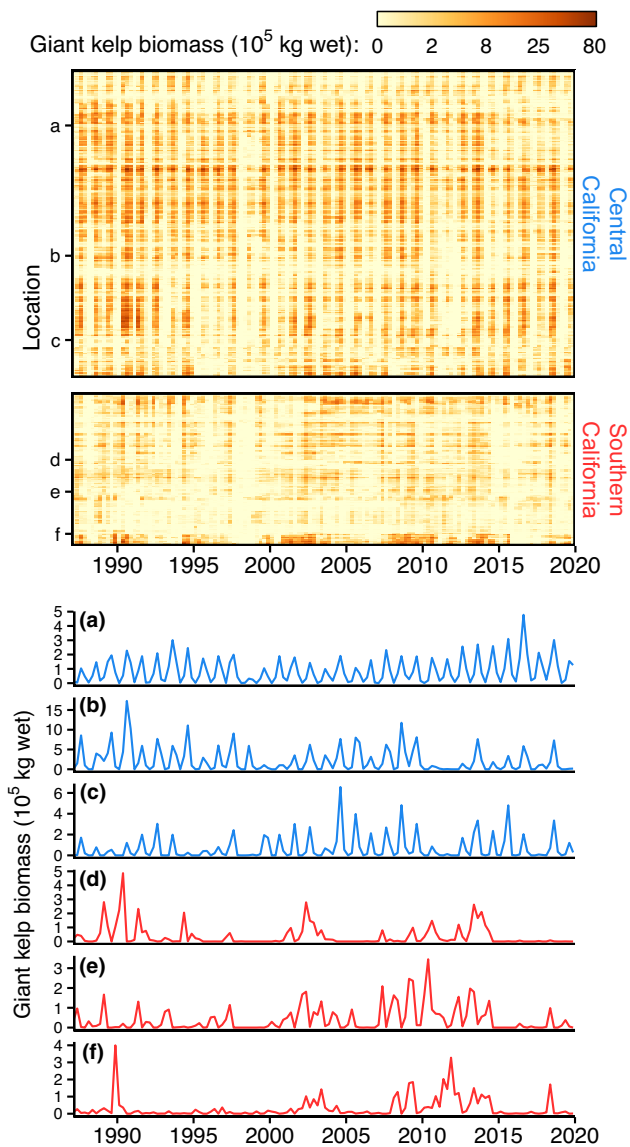 Giant kelp biomass (10⁵ kg wet):
0 2 8 25 80
Location
a
b
c
Central
California
d
e
f
Southern
California
1990 1995 2000 2005 2010 2015 2020
Giant kelp biomass (10⁵ kg wet)
(a)
5
4
3
2
1
0
(b)
15
10
5
0
(c)
6
4
2
0
(d)
5
4
3
2
1
0
(e)
3
2
1
0
(f)
4
3
2
1
0
1990 1995 2000 2005 2010 2015 2020